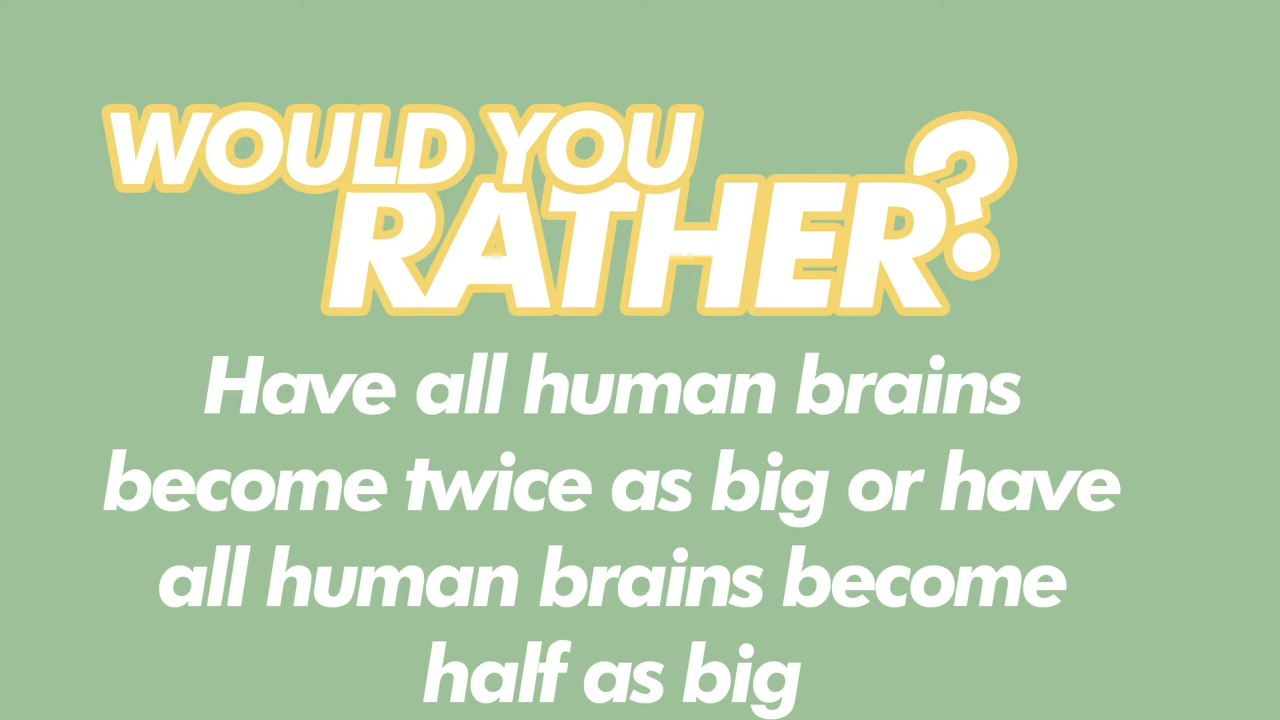 WOULD YOU
RATHER?
Have all human brains
become twice as big or have
all human brains become
half as big